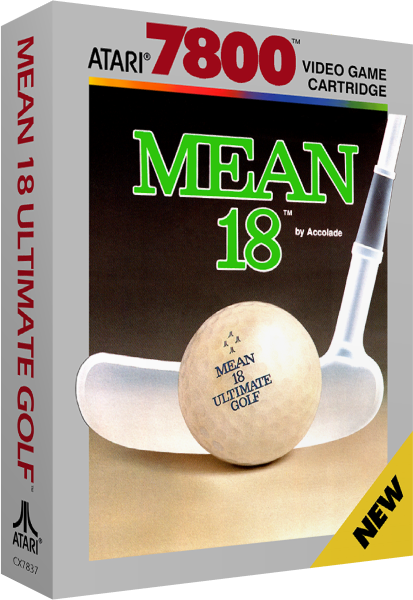 MEAN 18 ULTIMATE GOLF™
ATARI
CX7837
ATARI® 7800™ VIDEO GAME
CARTRIDGE
MEAN
18™
by Accolade
MEAN
18
ULTIMATE
GOLF
NEW